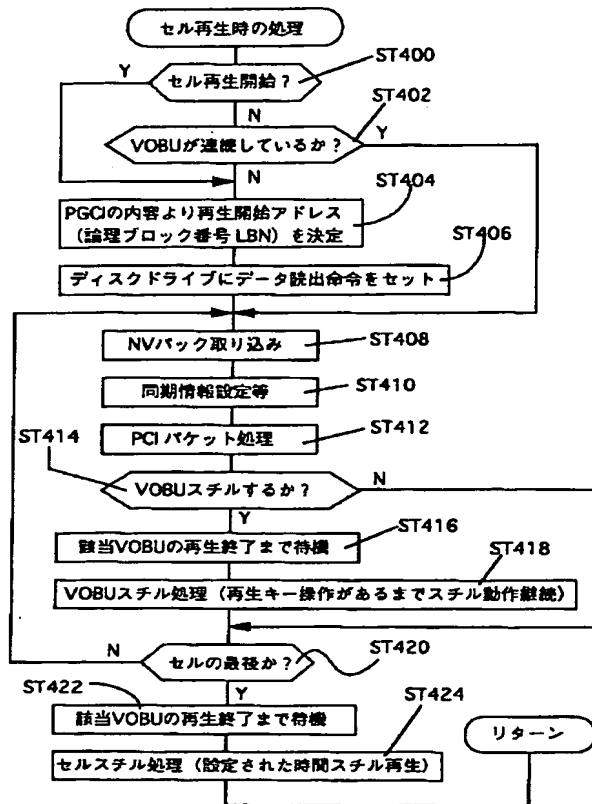 セル再生時の処理
ST400
Y
セル再生開始？
ST402
N
VOBUが連続しているか？
Y
N
ST404
PGCIの内容より再生開始アドレス
（論理ブロック番号 LBN）を決定
ST406
ディスクドライブにデータ読出命令をセット
NVパック取り込み
ST408
同期情報設定等
ST410
PCI パケット処理
ST412
ST414
VOBUスチルするか？
N
Y
ST416
該当VOBUの再生終了まで待機
ST418
VOBUスチル処理（再生キー操作があるまでスチル動作継続）
N
セルの最後か？
ST420
ST422
Y
ST424
該当VOBUの再生終了まで待機
リターン
セルスチル処理（設定された時間スチル再生）